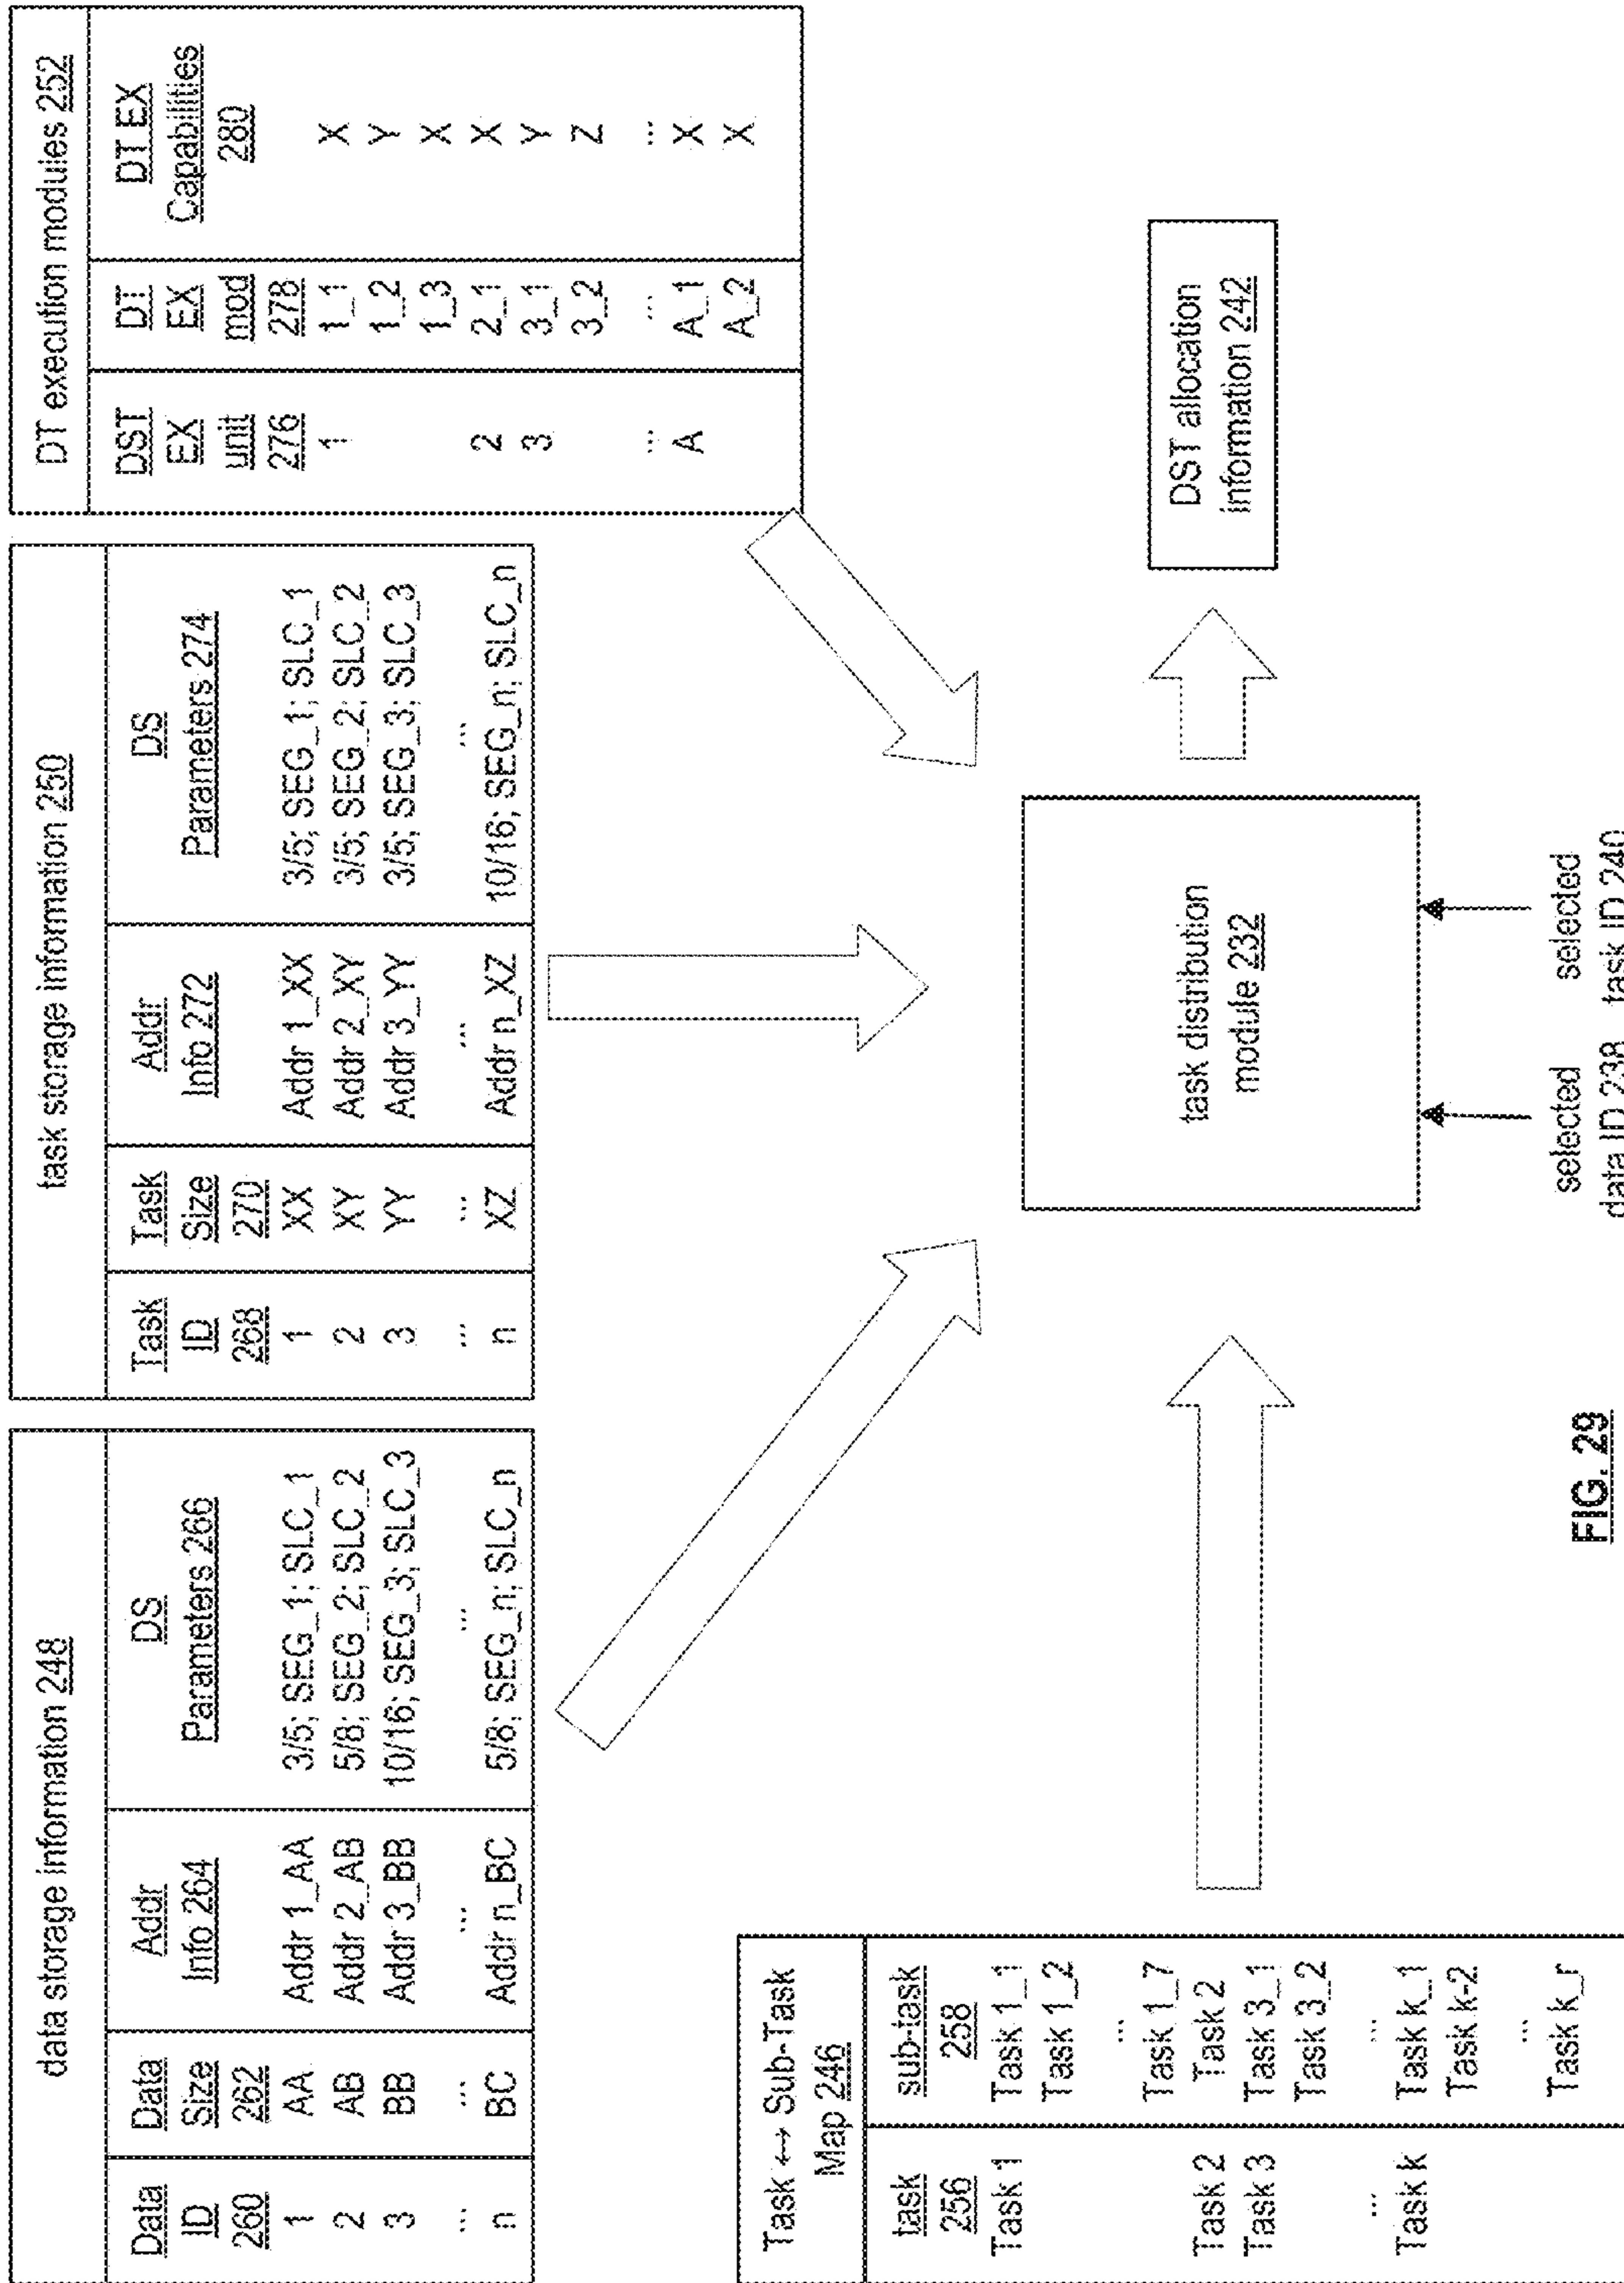 data storage information 248
Data ID 260 Data Size 262 Addr Info 264 DS Parameters 266
1 AA Addr 1_AA 3/5; SEG_1; SLC_1
2 AB Addr 2_AB 5/8; SEG_2; SLC_2
3 BB Addr 3_BB 10/16; SEG_3; SLC_3
... ... ... ...
n BC Addr n_BC 5/8; SEG_n; SLC_n
task storage information 250
Task ID 268 Task Size 270 Addr Info 272 DS Parameters 274
1 XX Addr 1_XX 3/5; SEG_1; SLC_1
2 XY Addr 2_XY 3/5; SEG_2; SLC_2
3 YY Addr 3_YY 3/5; SEG_3; SLC_3
... ... ... ...
n XZ Addr n_XZ 10/16; SEG_n; SLC_n
DT execution modules 252
DST EX unit 276 DT EX mod 278 DT EX Capabilities 280
1 1_1 X
1_2 Y
1_3 X
2 2_1 X
3 3_1 Y
3_2 Z
... ... ...
A A_1 X
A_2 X
Task ↔ Sub-Task
Map 246
task 256 sub-task 258
Task 1 Task 1_1
Task 1_2
...
Task 1_7
Task 2 Task 2
Task 3 Task 3_1
Task 3_2
... ...
Task k Task k_1
Task k-2
...
Task k_r
task distribution
module 232
DST allocation
information 242
selected
data ID 238
selected
task ID 240
FIG. 29